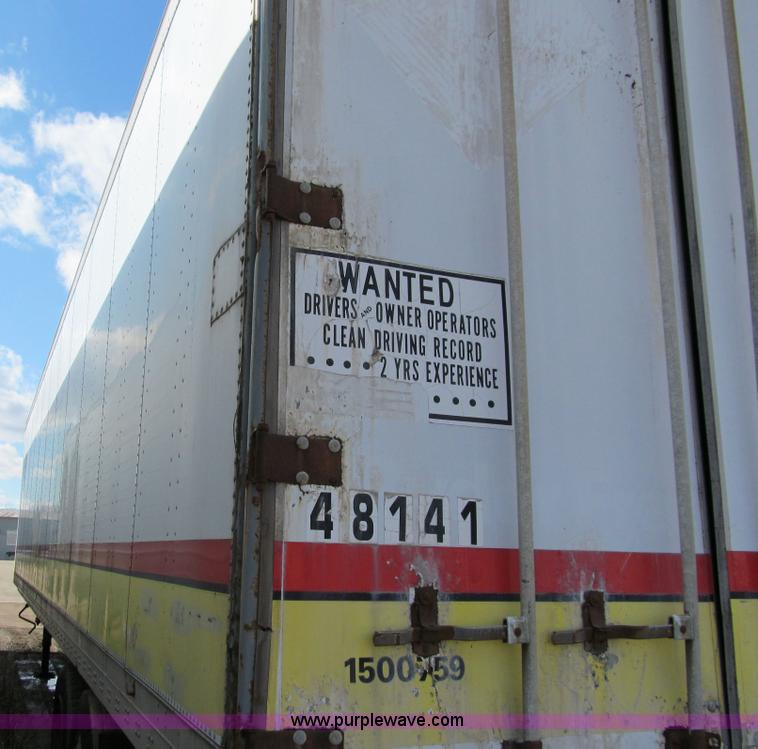 WANTED
DRIVERS AND OWNER OPERATORS
CLEAN DRIVING RECORD
2 YRS EXPERIENCE
48141
www.purplewave.com